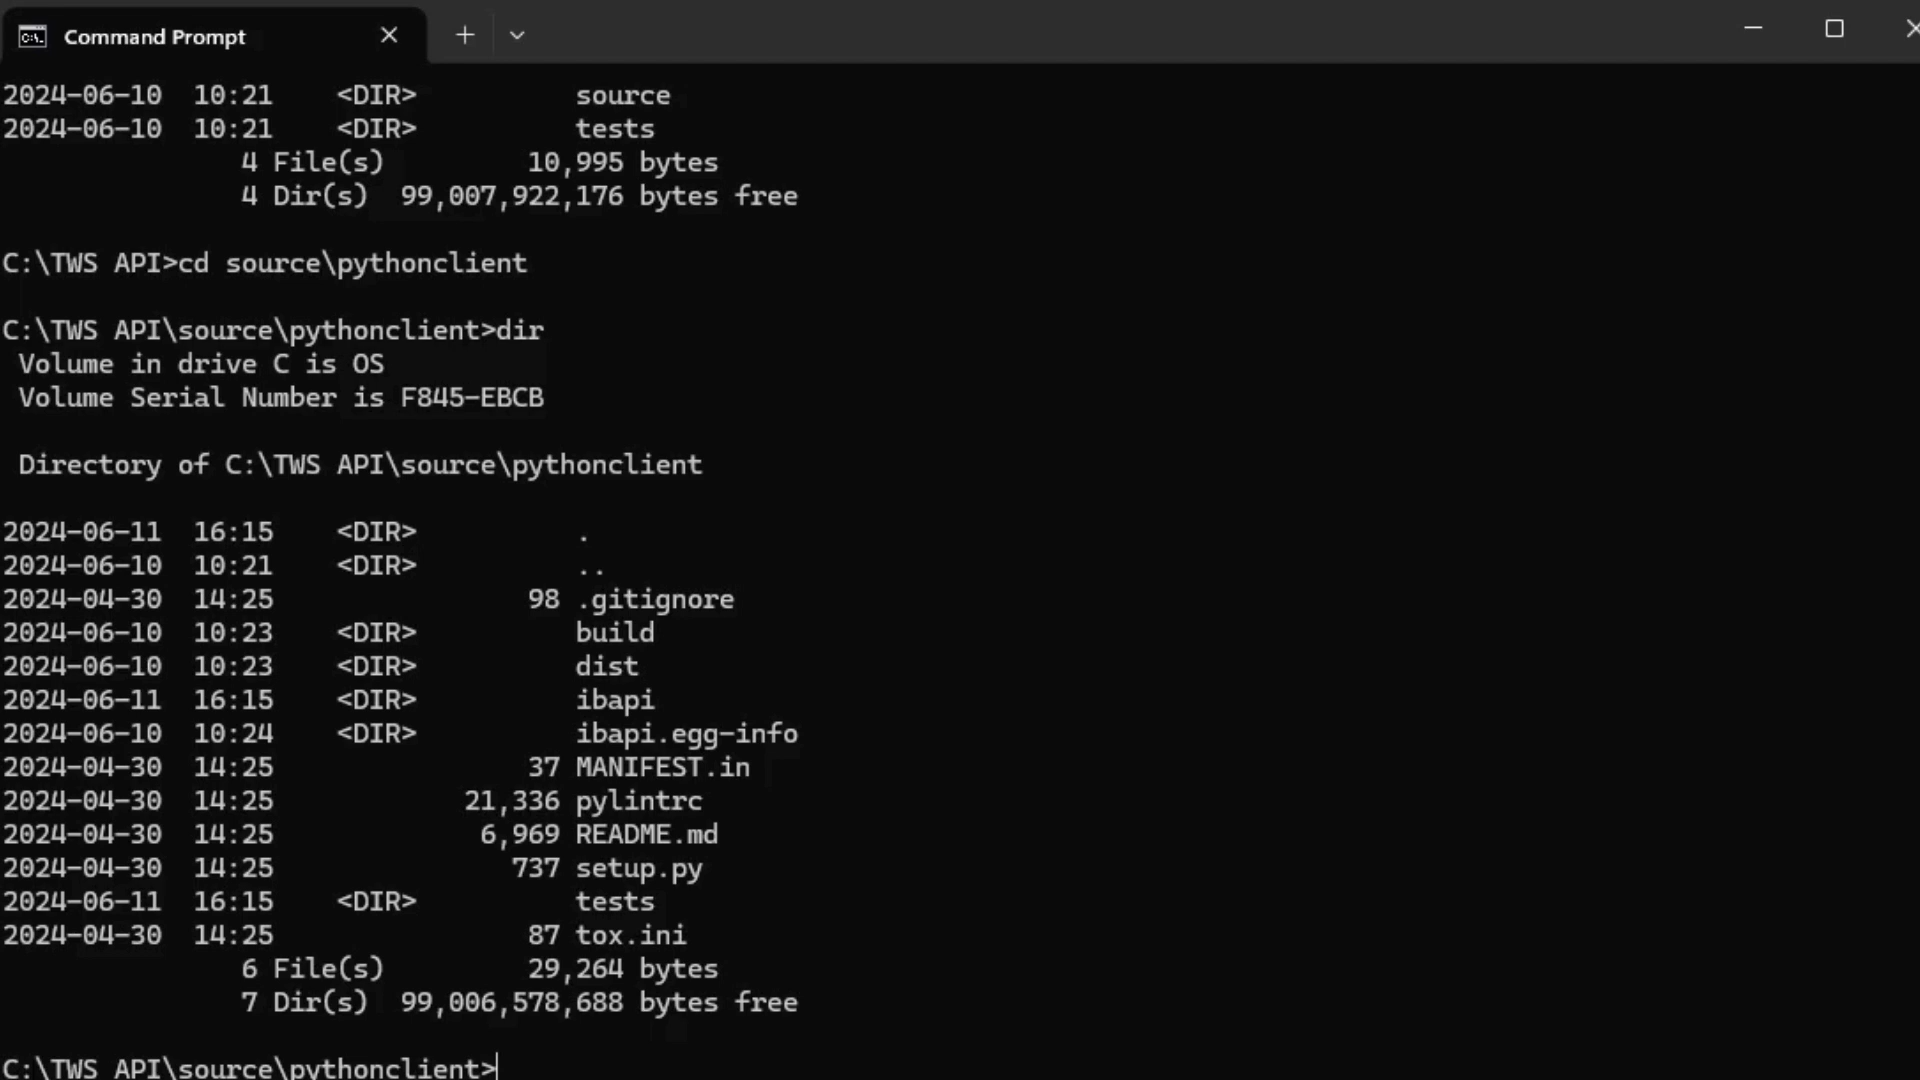 Command Prompt
2024-06-10  10:21    <DIR>          source
2024-06-10  10:21    <DIR>          tests
               4 File(s)         10,995 bytes
               4 Dir(s)  99,007,922,176 bytes free

C:\TWS API>cd source\pythonclient

C:\TWS API\source\pythonclient>dir
 Volume in drive C is OS
 Volume Serial Number is F845-EBCB

 Directory of C:\TWS API\source\pythonclient

2024-06-11  16:15    <DIR>          .
2024-06-10  10:21    <DIR>          ..
2024-04-30  14:25                98 .gitignore
2024-06-10  10:23    <DIR>          build
2024-06-10  10:23    <DIR>          dist
2024-06-11  16:15    <DIR>          ibapi
2024-06-10  10:24    <DIR>          ibapi.egg-info
2024-04-30  14:25                37 MANIFEST.in
2024-04-30  14:25            21,336 pylintrc
2024-04-30  14:25             6,969 README.md
2024-04-30  14:25               737 setup.py
2024-06-11  16:15    <DIR>          tests
2024-04-30  14:25                87 tox.ini
               6 File(s)         29,264 bytes
               7 Dir(s)  99,006,578,688 bytes free

C:\TWS API\source\pythonclient>